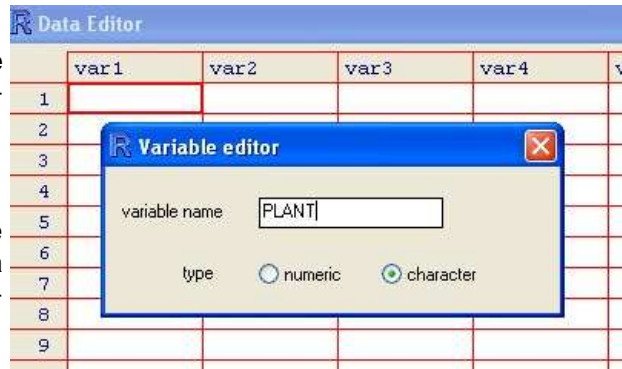 R Data Editor
var1 var2 var3 var4
1
2
R Variable editor
3
4
variable name PLANT
5
6
type numeric character
7
8
9